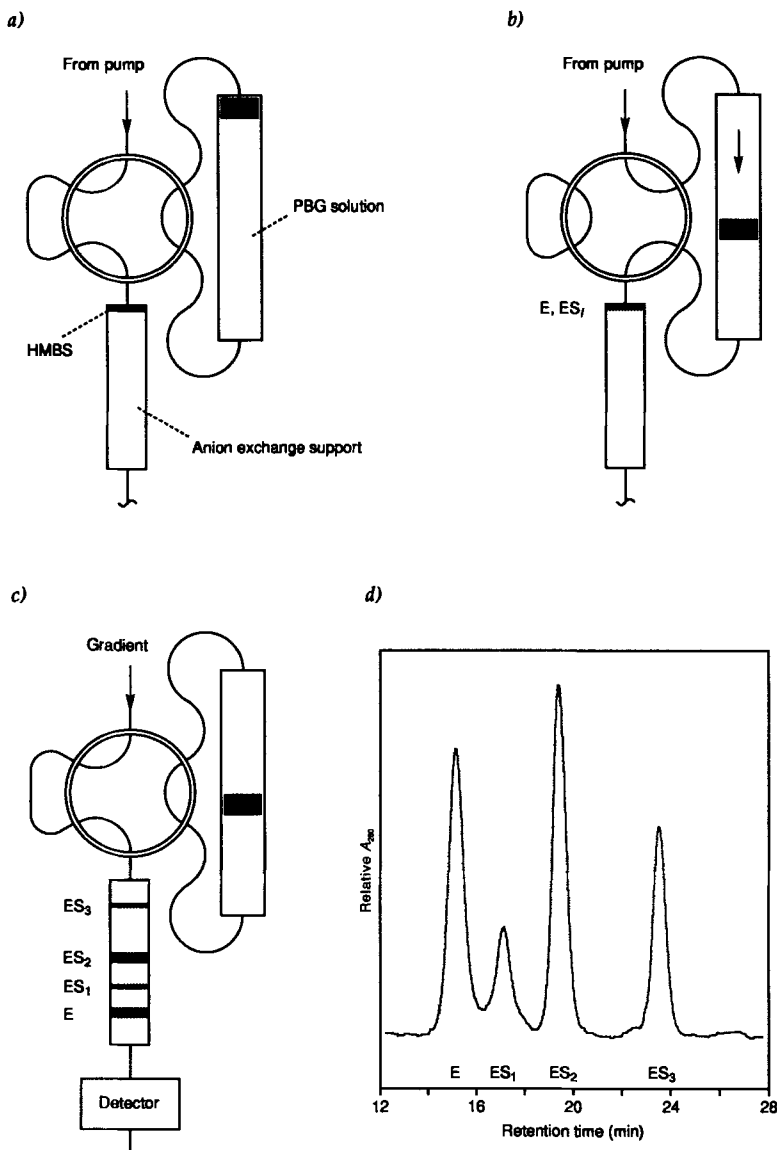 a)
From pump
PBG solution
HMBS
Anion exchange support
b)
From pump
E, ESᵢ
c)
Gradient
ES₃
ES₂
ES₁
E
Detector
d)
Relative A₂₈₀
E ES₁ ES₂ ES₃
12 16 20 24 28
Retention time (min)